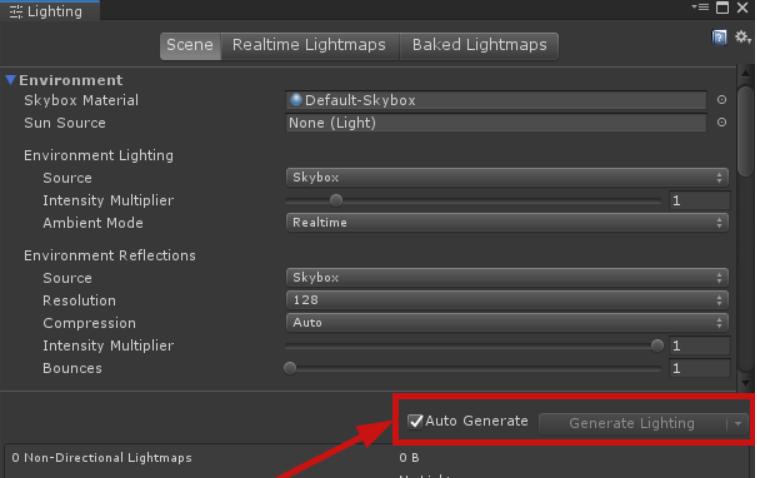 Lighting
Scene Realtime Lightmaps Baked Lightmaps
Environment
Skybox Material Default-Skybox
Sun Source None (Light)
Environment Lighting
Source Skybox
Intensity Multiplier 1
Ambient Mode Realtime
Environment Reflections
Source Skybox
Resolution 128
Compression Auto
Intensity Multiplier 1
Bounces 1
Auto Generate Generate Lighting
0 Non-Directional Lightmaps 0 B